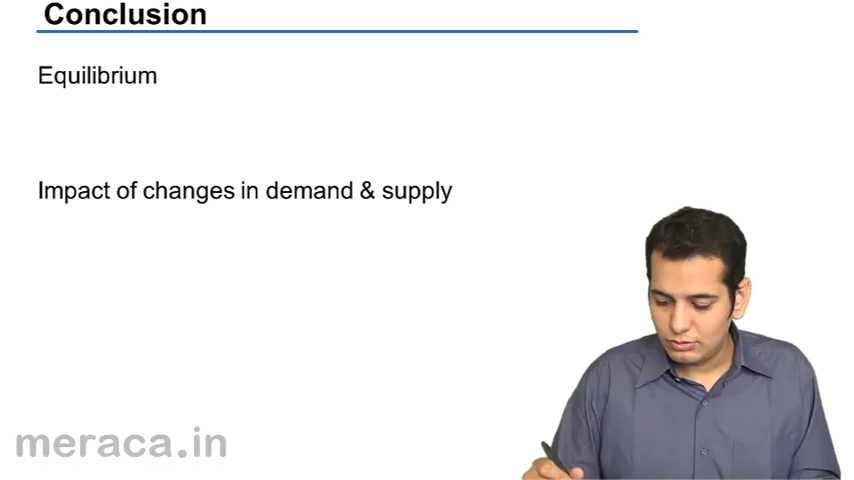 Conclusion
Equilibrium
Impact of changes in demand & supply
meraca.in